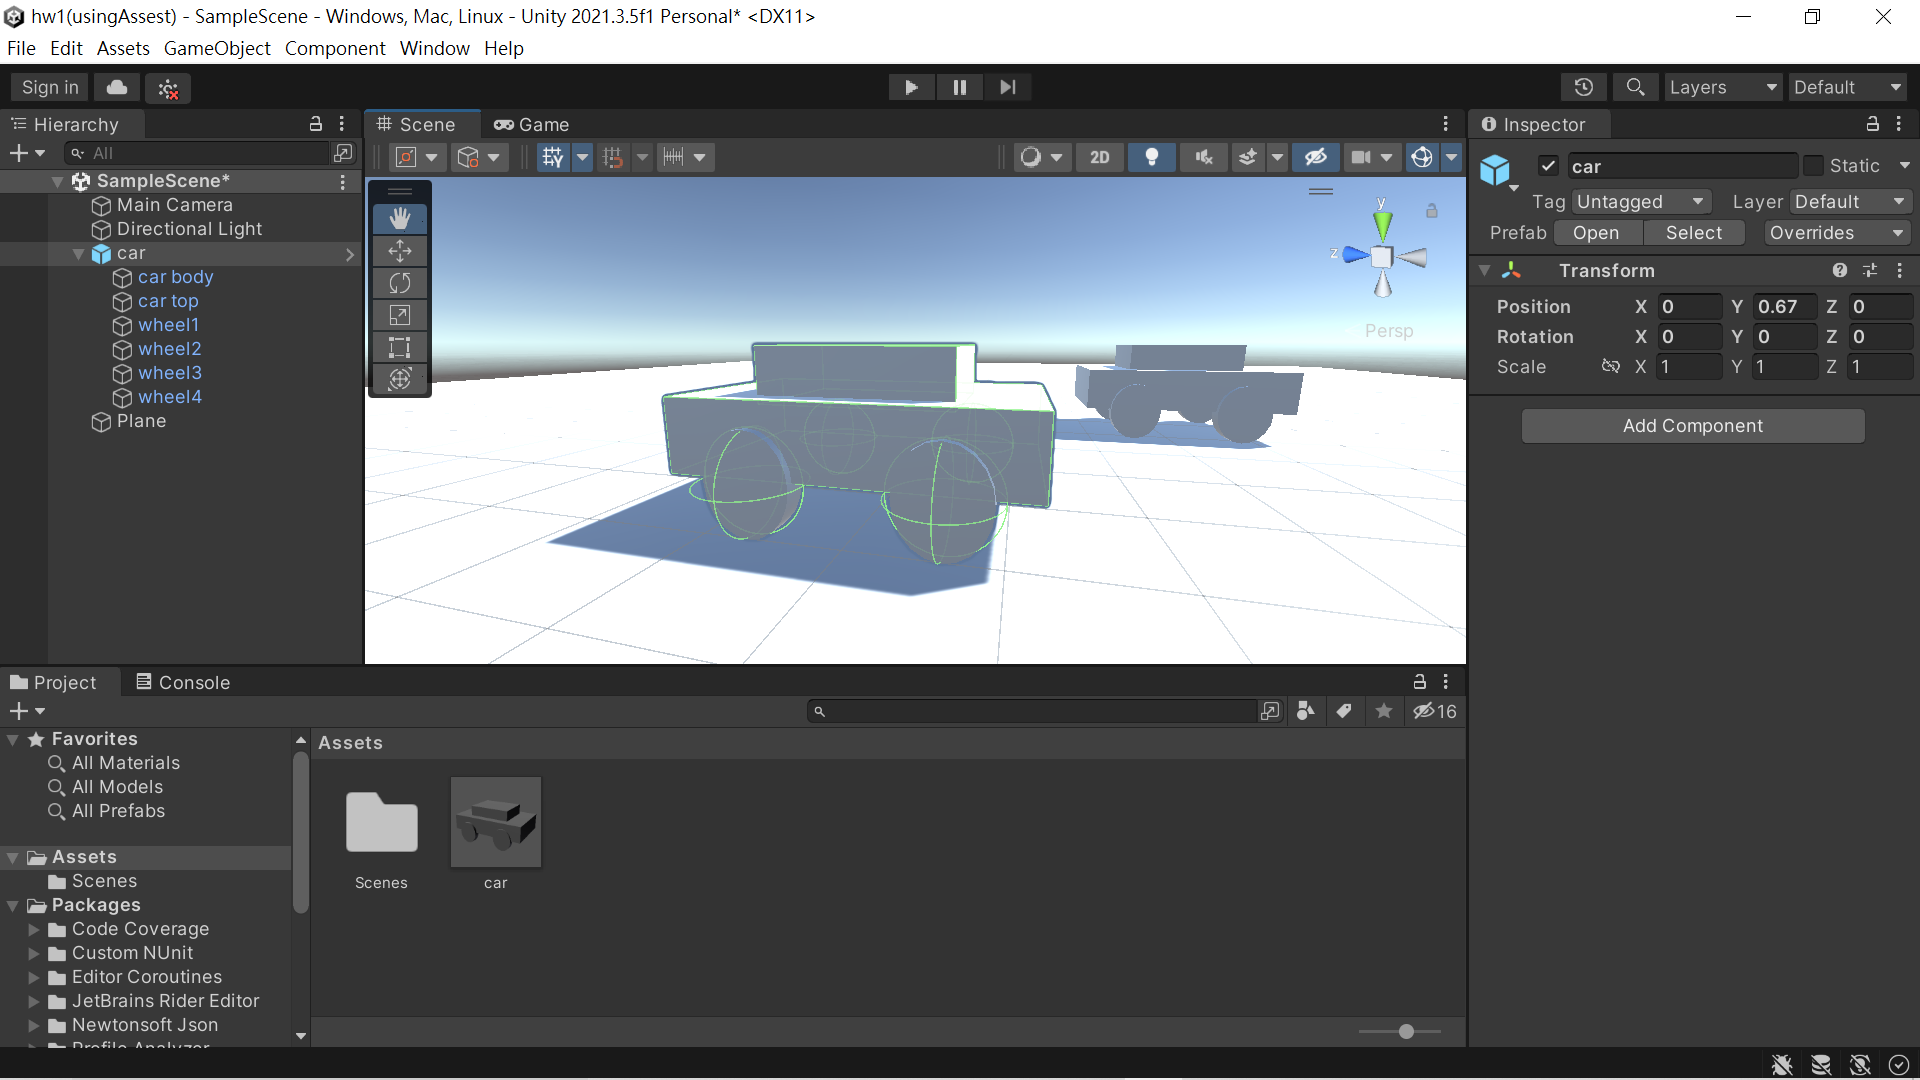 hw1(usingAssest) - SampleScene - Windows, Mac, Linux - Unity 2021.3.5f1 Personal* <DX11>
File Edit Assets GameObject Component Window Help
Sign in
Layers
Default
Hierarchy
All
SampleScene*
Main Camera
Directional Light
car
car body
car top
wheel1
wheel2
wheel3
wheel4
Plane
Scene
Game
2D
y
z
Persp
Inspector
car
Static
Tag Untagged Layer Default
Prefab Open Select Overrides
Transform
Position X 0 Y 0.67 Z 0
Rotation X 0 Y 0 Z 0
Scale X 1 Y 1 Z 1
Add Component
Project
Console
16
Favorites
All Materials
All Models
All Prefabs
Assets
Scenes
Packages
Code Coverage
Custom NUnit
Editor Coroutines
JetBrains Rider Editor
Newtonsoft Json
Profile Analyzer
Assets
Scenes
car